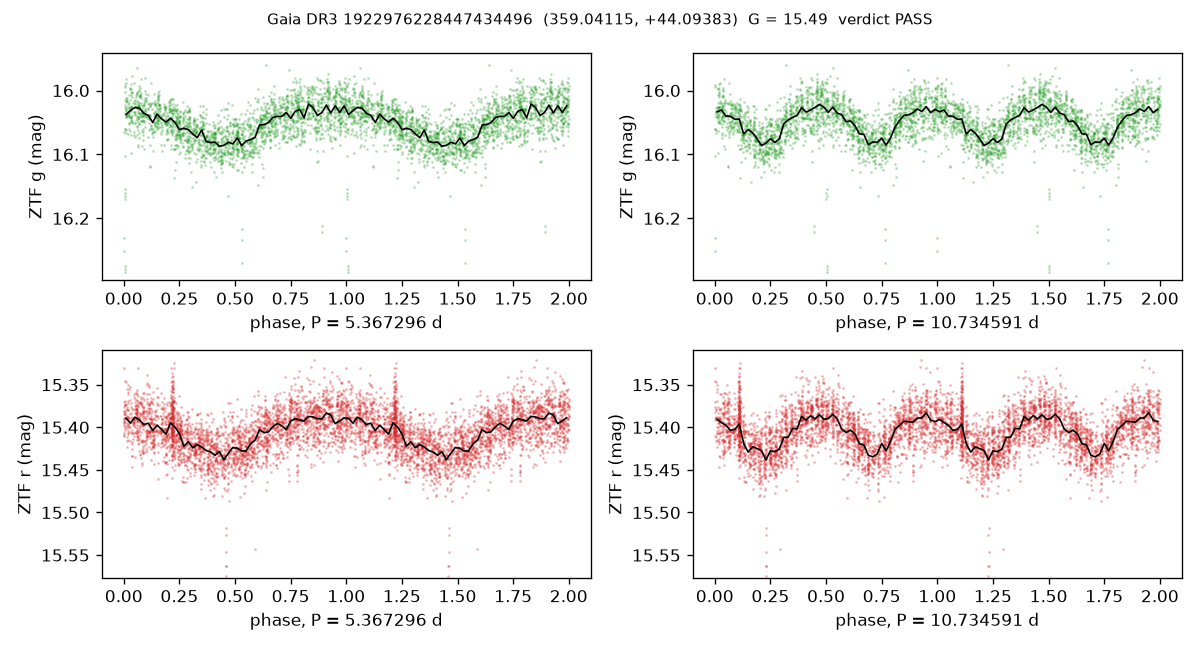 Gaia DR3 1922976228447434496  (359.04115, +44.09383)  G = 15.49  verdict PASS
ZTF g (mag)
16.0
16.1
16.2
0.00 0.25 0.50 0.75 1.00 1.25 1.50 1.75 2.00
phase, P = 5.367296 d
ZTF g (mag)
16.0
16.1
16.2
0.00 0.25 0.50 0.75 1.00 1.25 1.50 1.75 2.00
phase, P = 10.734591 d
ZTF r (mag)
15.35
15.40
15.45
15.50
15.55
0.00 0.25 0.50 0.75 1.00 1.25 1.50 1.75 2.00
phase, P = 5.367296 d
ZTF r (mag)
15.35
15.40
15.45
15.50
15.55
0.00 0.25 0.50 0.75 1.00 1.25 1.50 1.75 2.00
phase, P = 10.734591 d